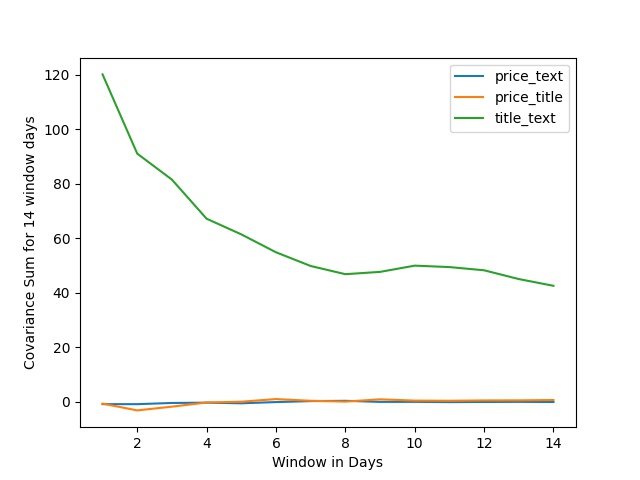 price_text
price_title
title_text
120
100
80
60
40
20
0
2 4 6 8 10 12 14
Window in Days
Covariance Sum for 14 window days